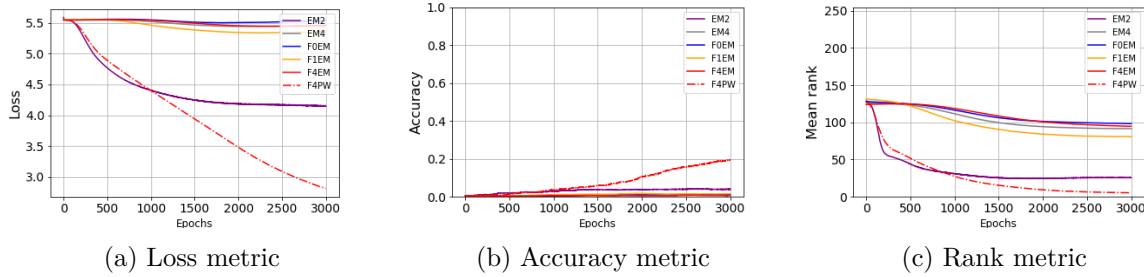 Loss
5.5
5.0
4.5
4.0
3.5
3.0
0 500 1000 1500 2000 2500 3000
Epochs
EM2
EM4
F0EM
F1EM
F4EM
F4PW
(a) Loss metric
Accuracy
1.0
0.8
0.6
0.4
0.2
0.0
0 500 1000 1500 2000 2500 3000
Epochs
EM2
EM4
F0EM
F1EM
F4EM
F4PW
(b) Accuracy metric
Mean rank
250
200
150
100
50
0
0 500 1000 1500 2000 2500 3000
Epochs
EM2
EM4
F0EM
F1EM
F4EM
F4PW
(c) Rank metric